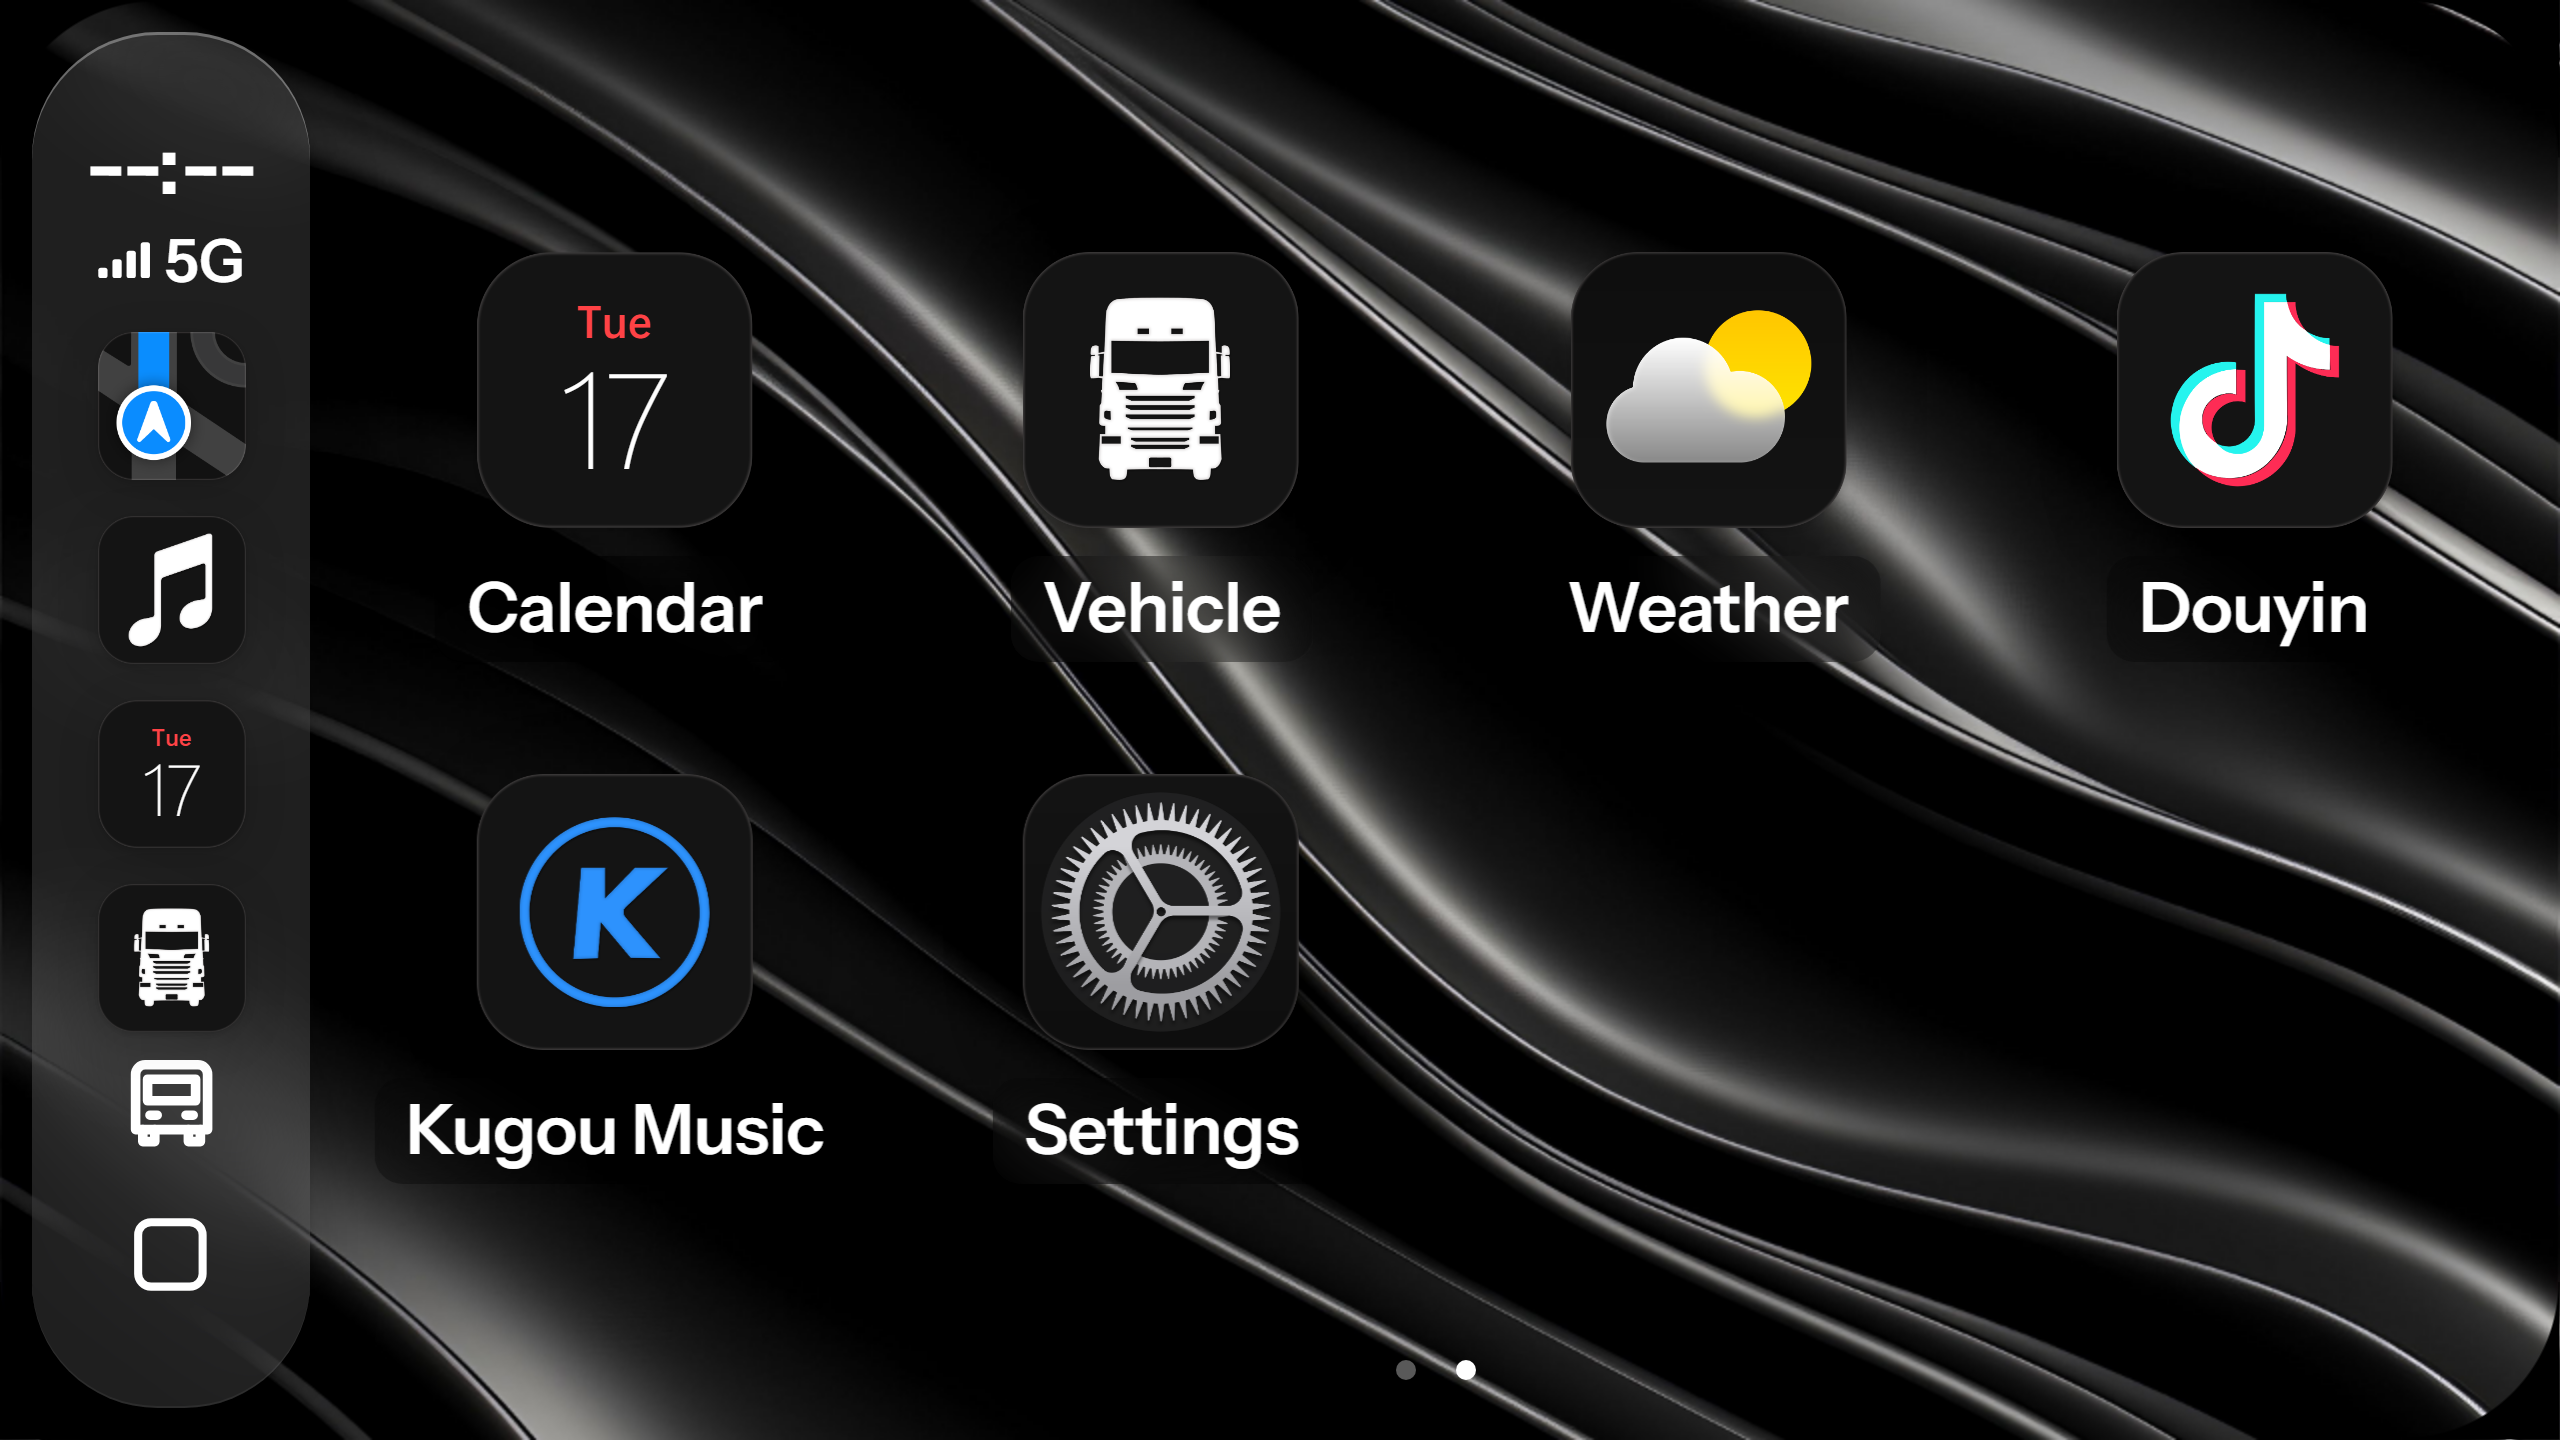 --:--
5G
Tue
17
Tue
17
Calendar
Vehicle
Weather
Douyin
K
Kugou Music
Settings